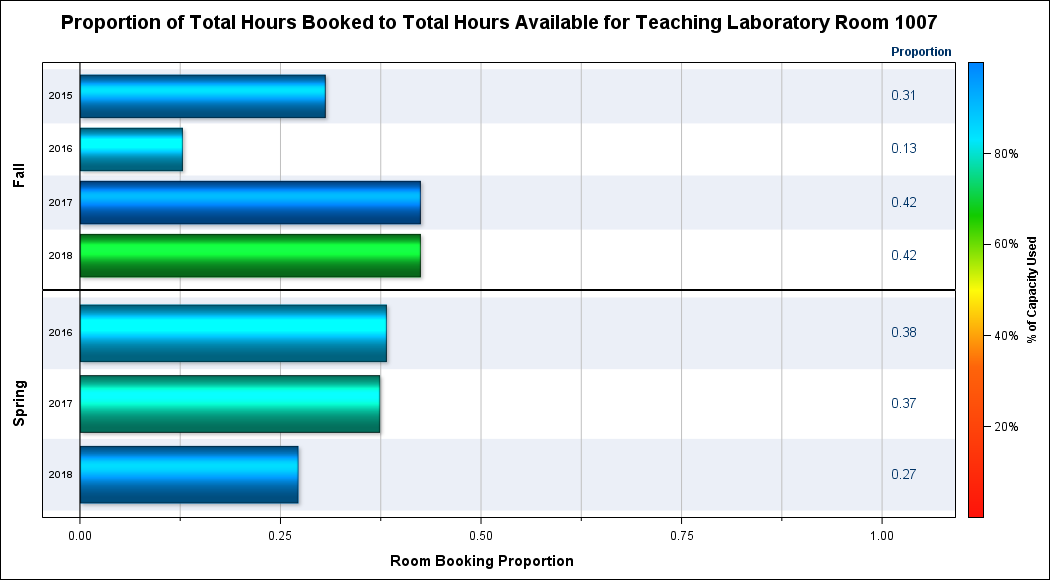 Proportion of Total Hours Booked to Total Hours Available for Teaching Laboratory Room 1007
Proportion
Fall
2015 0.31
2016 0.13
2017 0.42
2018 0.42
Spring
2016 0.38
2017 0.37
2018 0.27
0.00 0.25 0.50 0.75 1.00
Room Booking Proportion
80%
60%
40%
20%
% of Capacity Used